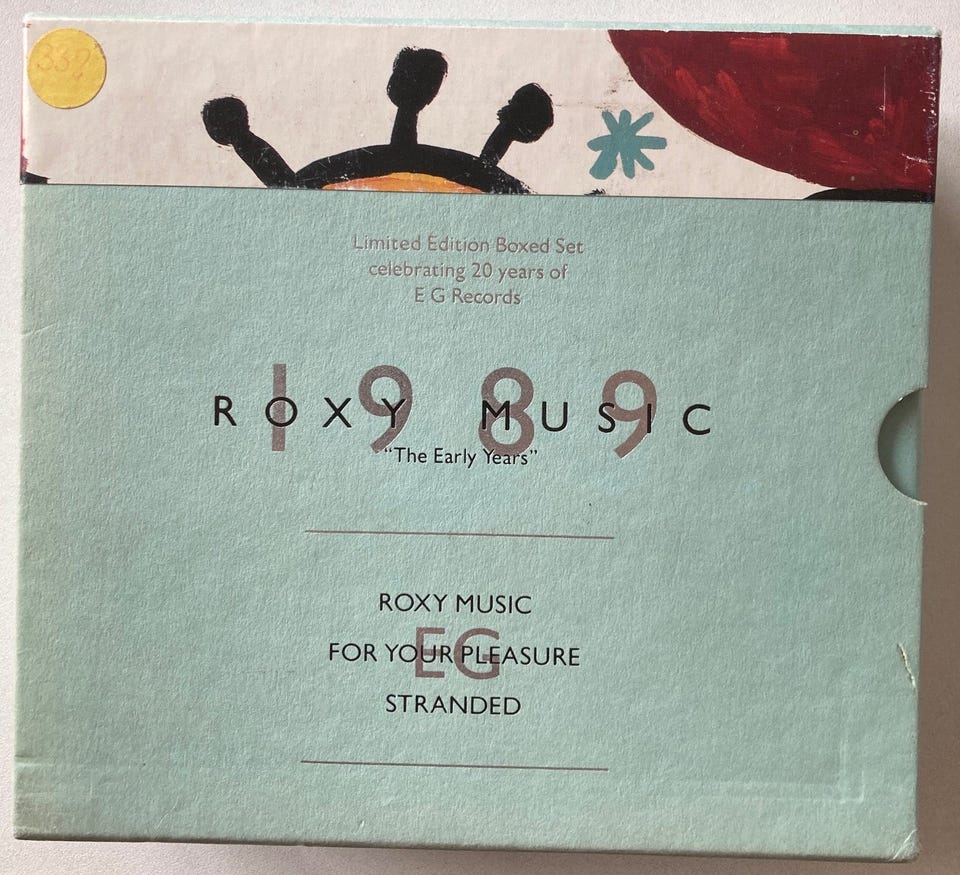 332
Limited Edition Boxed Set
celebrating 20 years of
E G Records
1989
ROXY MUSIC
“The Early Years”
ROXY MUSIC
EG
FOR YOUR PLEASURE
STRANDED